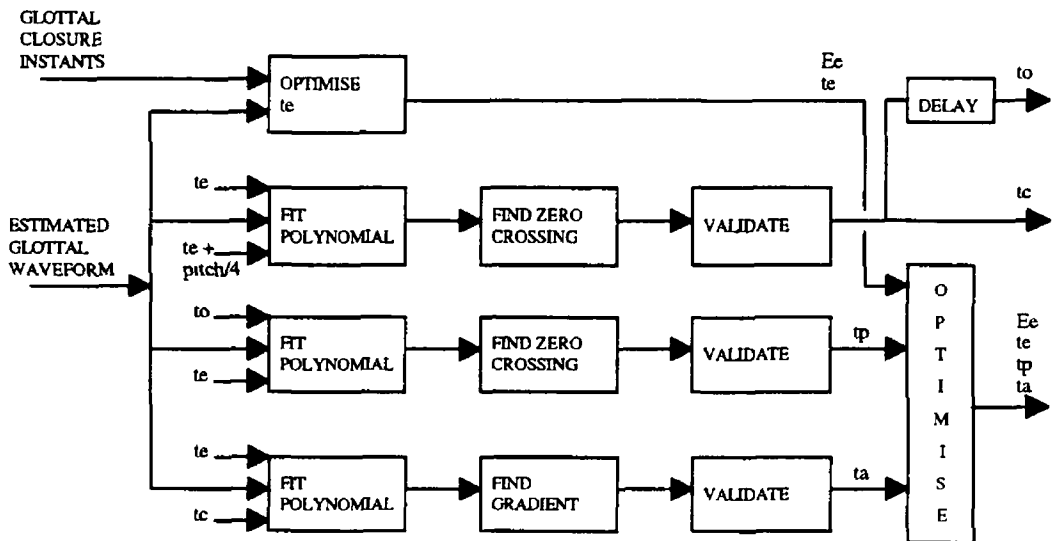 GLOTTAL
CLOSURE
INSTANTS
OPTIMISE
te
Ee
te
to
DELAY
te
FIT
POLYNOMIAL
FIND ZERO
CROSSING
VALIDATE
tc
te +
pitch/4
ESTIMATED
GLOTTAL
WAVEFORM
to
FIT
POLYNOMIAL
te
FIND ZERO
CROSSING
VALIDATE
tp
OPTIMISE
Ee
te
tp
ta
te
FIT
POLYNOMIAL
tc
FIND
GRADIENT
VALIDATE
ta